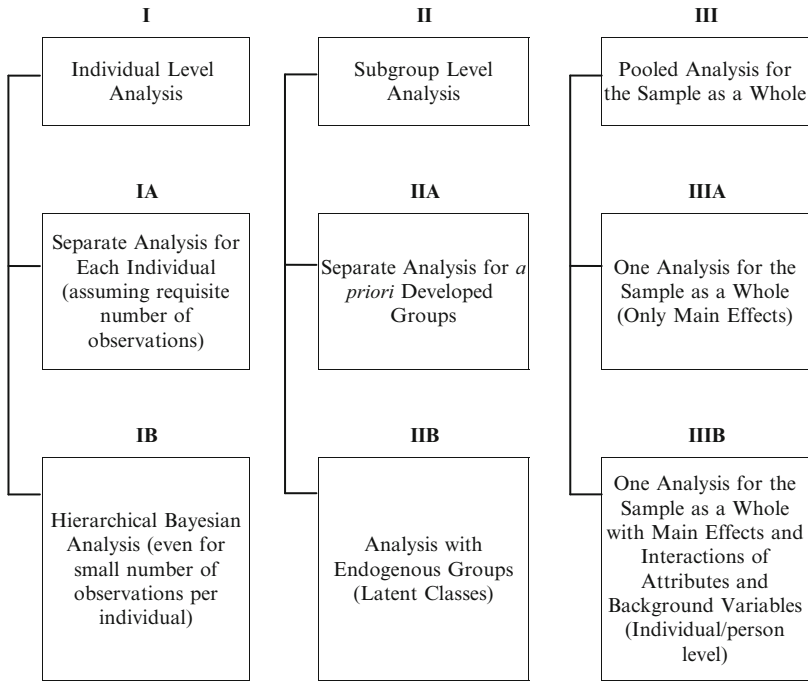 I
Individual Level
Analysis
IA
Separate Analysis for
Each Individual
(assuming requisite
number of
observations)
IB
Hierarchical Bayesian
Analysis (even for
small number of
observations per
individual)
II
Subgroup Level
Analysis
IIA
Separate Analysis for a
priori Developed
Groups
IIB
Analysis with
Endogenous Groups
(Latent Classes)
III
Pooled Analysis for
the Sample as a Whole
IIIA
One Analysis for the
Sample as a Whole
(Only Main Effects)
IIIB
One Analysis for the
Sample as a Whole
with Main Effects and
Interactions of
Attributes and
Background Variables
(Individual/person
level)